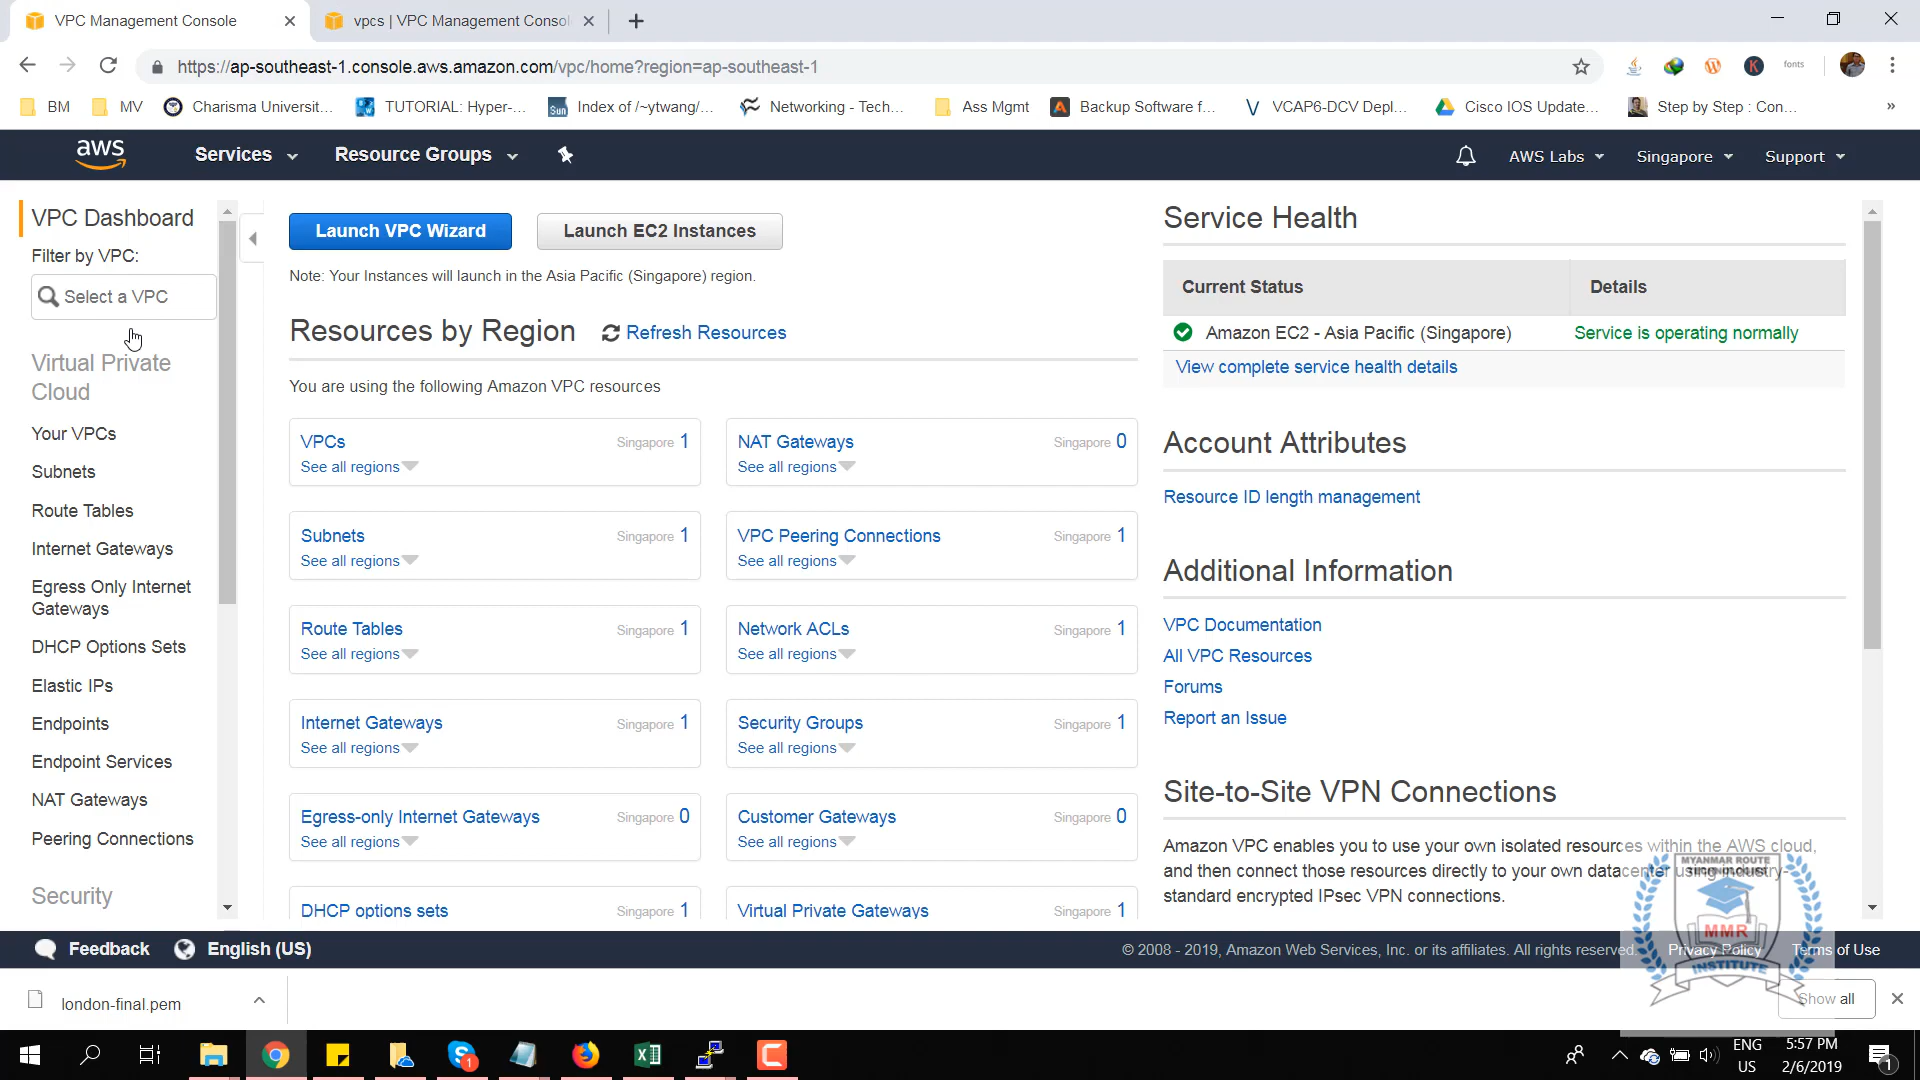 VPC Management Console
vpcs | VPC Management Consol
https://ap-southeast-1.console.aws.amazon.com/vpc/home?region=ap-southeast-1
fonts
BM
MV
Charisma Universit...
TUTORIAL: Hyper-...
Index of /~ytwang/...
Networking - Tech...
Ass Mgmt
Backup Software f...
VCAP6-DCV Depl...
Cisco IOS Update...
Step by Step : Con...
aws
Services
Resource Groups
AWS Labs
Singapore
Support
VPC Dashboard
Filter by VPC:
Select a VPC
Virtual Private
Cloud
Your VPCs
Subnets
Route Tables
Internet Gateways
Egress Only Internet
Gateways
DHCP Options Sets
Elastic IPs
Endpoints
Endpoint Services
NAT Gateways
Peering Connections
Security
Launch VPC Wizard
Launch EC2 Instances
Note: Your Instances will launch in the Asia Pacific (Singapore) region.
Resources by Region
Refresh Resources
You are using the following Amazon VPC resources
VPCs Singapore 1
See all regions
NAT Gateways Singapore 0
See all regions
Subnets Singapore 1
See all regions
VPC Peering Connections Singapore 1
See all regions
Route Tables Singapore 1
See all regions
Network ACLs Singapore 1
See all regions
Internet Gateways Singapore 1
See all regions
Security Groups Singapore 1
See all regions
Egress-only Internet Gateways Singapore 0
See all regions
Customer Gateways Singapore 0
See all regions
DHCP options sets Singapore 1
Virtual Private Gateways Singapore 1
Service Health
Current Status Details
Amazon EC2 - Asia Pacific (Singapore) Service is operating normally
View complete service health details
Account Attributes
Resource ID length management
Additional Information
VPC Documentation
All VPC Resources
Forums
Report an Issue
Site-to-Site VPN Connections
Amazon VPC enables you to use your own isolated resources within the AWS cloud,
and then connect those resources directly to your own datacenter using industry-
standard encrypted IPsec VPN connections.
MYANMAR ROUTE
TECHNOLOGIES
MMR
INSTITUTE
Feedback
English (US)
© 2008 - 2019, Amazon Web Services, Inc. or its affiliates. All rights reserved.
Privacy Policy
Terms of Use
london-final.pem
Show all
1
ENG
US
5:57 PM
2/6/2019
1